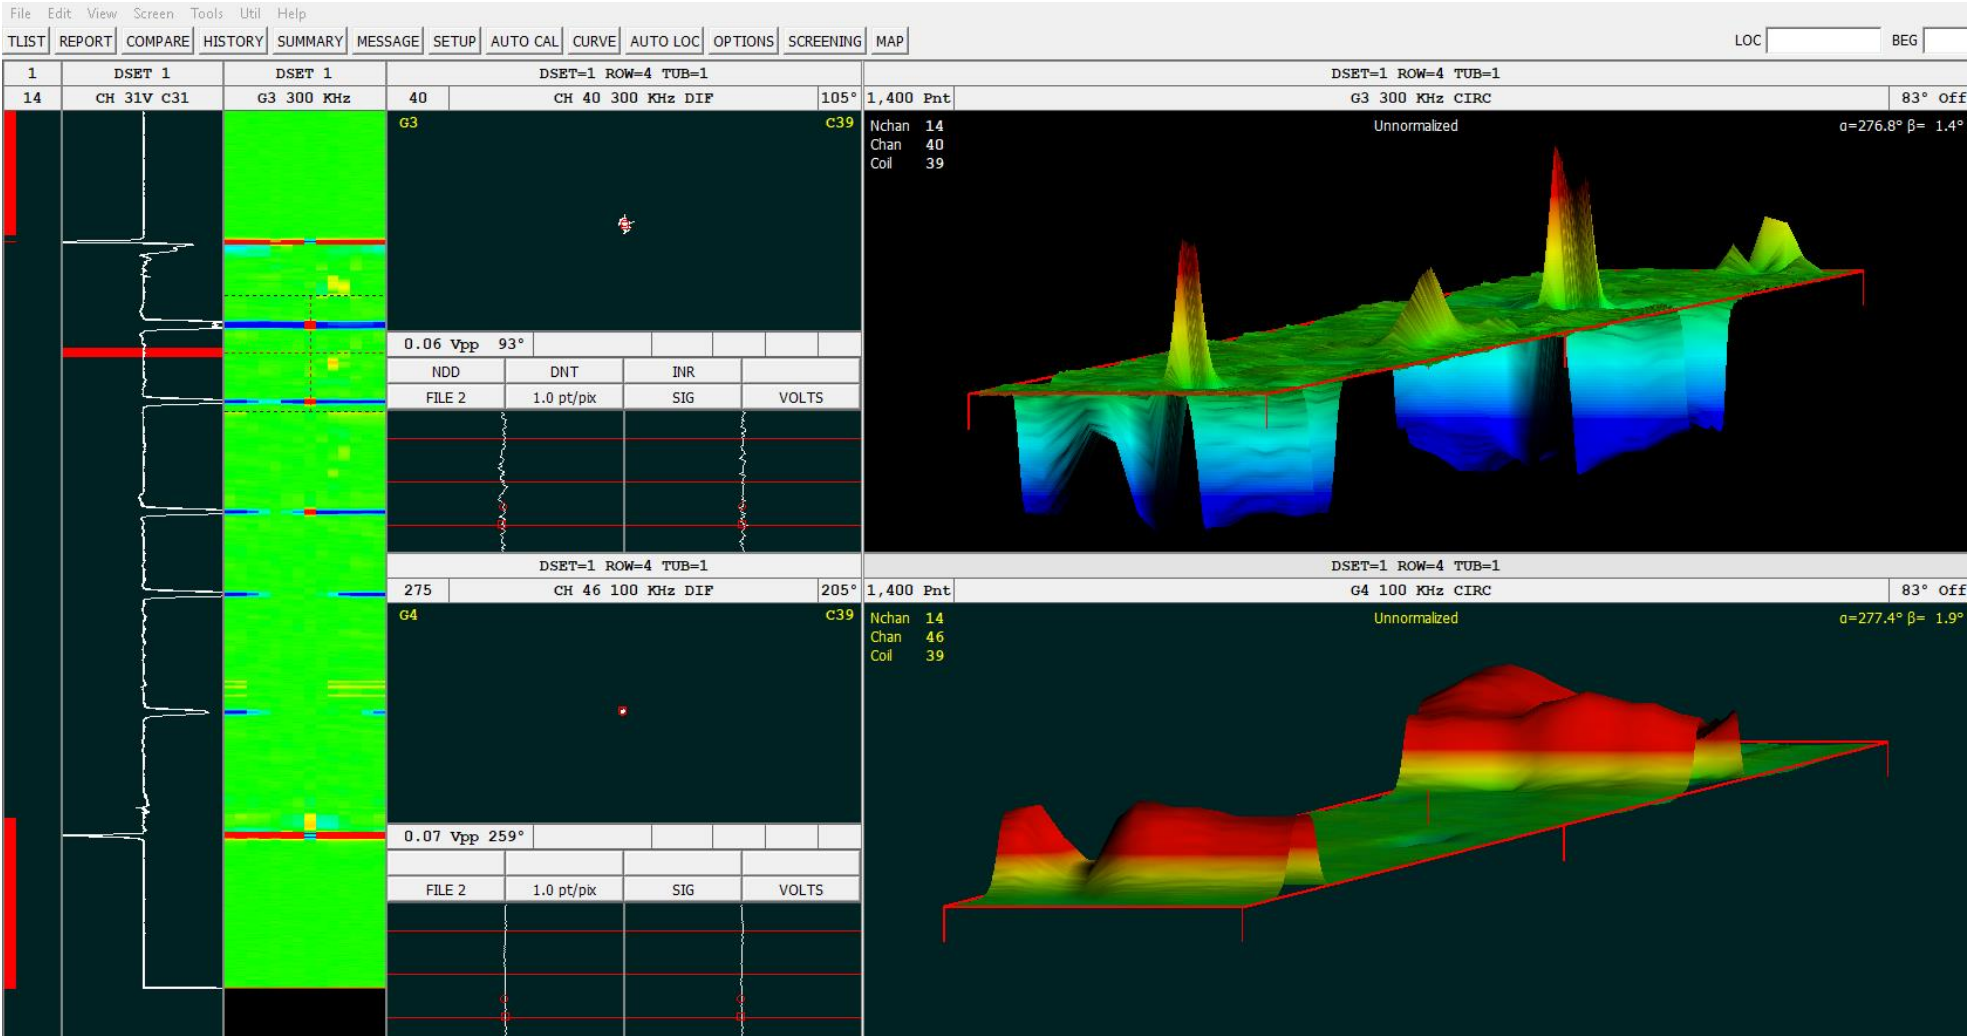 File Edit View Screen Tools Util Help
TLIST REPORT COMPARE HISTORY SUMMARY MESSAGE SETUP AUTO CAL CURVE AUTO LOC OPTIONS SCREENING MAP LOC BEG
1 DSET 1 DSET 1 DSET=1 ROW=4 TUB=1 DSET=1 ROW=4 TUB=1
14 CH 31V C31 G3 300 KHz 40 CH 40 300 KHz DIF 105° 1,400 Pnt G3 300 KHz CIRC 83° Off
G3 C39
Nchan 14 Unnormalized α=276.8° β= 1.4°
Chan 40
Coil 39
0.06 Vpp 93°
NDD DNT INR
FILE 2 1.0 pt/pix SIG VOLTS
DSET=1 ROW=4 TUB=1 DSET=1 ROW=4 TUB=1
275 CH 46 100 KHz DIF 205° 1,400 Pnt G4 100 KHz CIRC 83° Off
G4 C39
Nchan 14 Unnormalized α=277.4° β= 1.9°
Chan 46
Coil 39
0.07 Vpp 259°
FILE 2 1.0 pt/pix SIG VOLTS